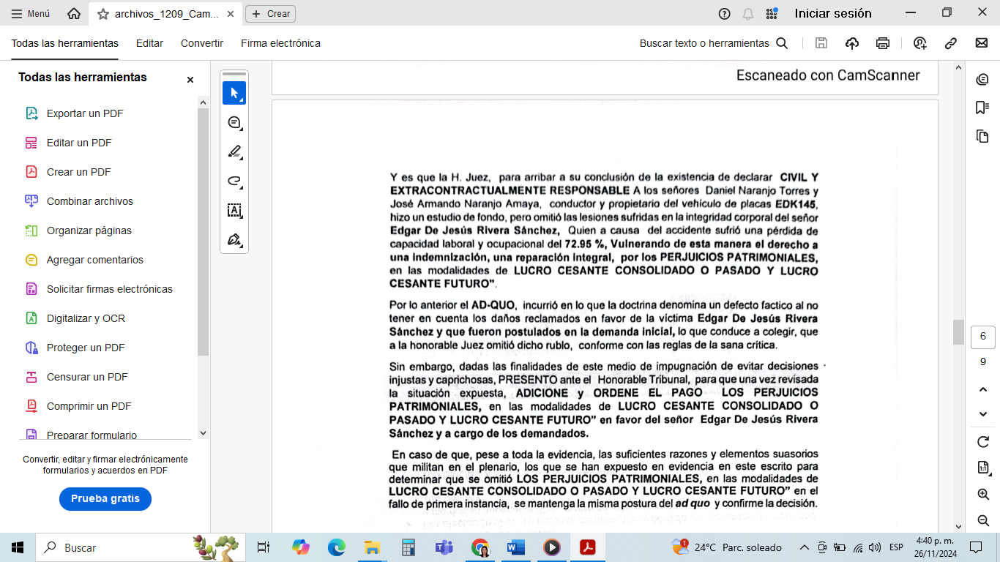 Menú
archivos_1209_Cam...
Crear
Iniciar sesión
Todas las herramientas
Editar
Convertir
Firma electrónica
Buscar texto o herramientas
Todas las herramientas
Exportar un PDF
Editar un PDF
Crear un PDF
Combinar archivos
Organizar páginas
Agregar comentarios
Solicitar firmas electrónicas
Digitalizar y OCR
Proteger un PDF
Censurar un PDF
Comprimir un PDF
Preparar formulario
Convertir, editar y firmar electrónicamente
formularios y acuerdos en PDF
Prueba gratis
Escaneado con CamScanner
Y es que la H. Juez, para arribar a su conclusión de la existencia de declarar CIVIL Y
EXTRACONTRACTUALMENTE RESPONSABLE A los señores Daniel Naranjo Torres y
José Armando Naranjo Amaya, conductor y propietario del vehículo de placas EDK145,
hizo un estudio de fondo, pero omitió las lesiones sufridas en la integridad corporal del señor
Edgar De Jesús Rivera Sánchez, Quien a causa del accidente sufrió una pérdida de
capacidad laboral y ocupacional del 72.95 %, Vulnerando de esta manera el derecho a
una indemnización, una reparación integral, por los PERJUICIOS PATRIMONIALES,
en las modalidades de LUCRO CESANTE CONSOLIDADO O PASADO Y LUCRO
CESANTE FUTURO".
Por lo anterior el AD-QUO, incurrió en lo que la doctrina denomina un defecto factico al no
tener en cuenta los daños reclamados en favor de la víctima Edgar De Jesús Rivera
Sánchez y que fueron postulados en la demanda inicial, lo que conduce a colegir, que
a la honorable Juez omitió dicho rublo, conforme con las reglas de la sana crítica.
Sin embargo, dadas las finalidades de este medio de impugnación de evitar decisiones
injustas y caprichosas, PRESENTO ante el Honorable Tribunal, para que una vez revisada
la situación expuesta, ADICIONE y ORDENE EL PAGO LOS PERJUICIOS
PATRIMONIALES, en las modalidades de LUCRO CESANTE CONSOLIDADO O
PASADO Y LUCRO CESANTE FUTURO" en favor del señor Edgar De Jesús Rivera
Sánchez y a cargo de los demandados.
En caso de que, pese a toda la evidencia, las suficientes razones y elementos suasorios
que militan en el plenario, los que se han expuesto en evidencia en este escrito para
determinar que se omitió LOS PERJUICIOS PATRIMONIALES, en las modalidades de
LUCRO CESANTE CONSOLIDADO O PASADO Y LUCRO CESANTE FUTURO" en el
fallo de primera instancia, se mantenga la misma postura del ad quo y confirme la decisión.
6
9
Buscar
24°C Parc. soleado
ESP
4:40 p. m.
26/11/2024